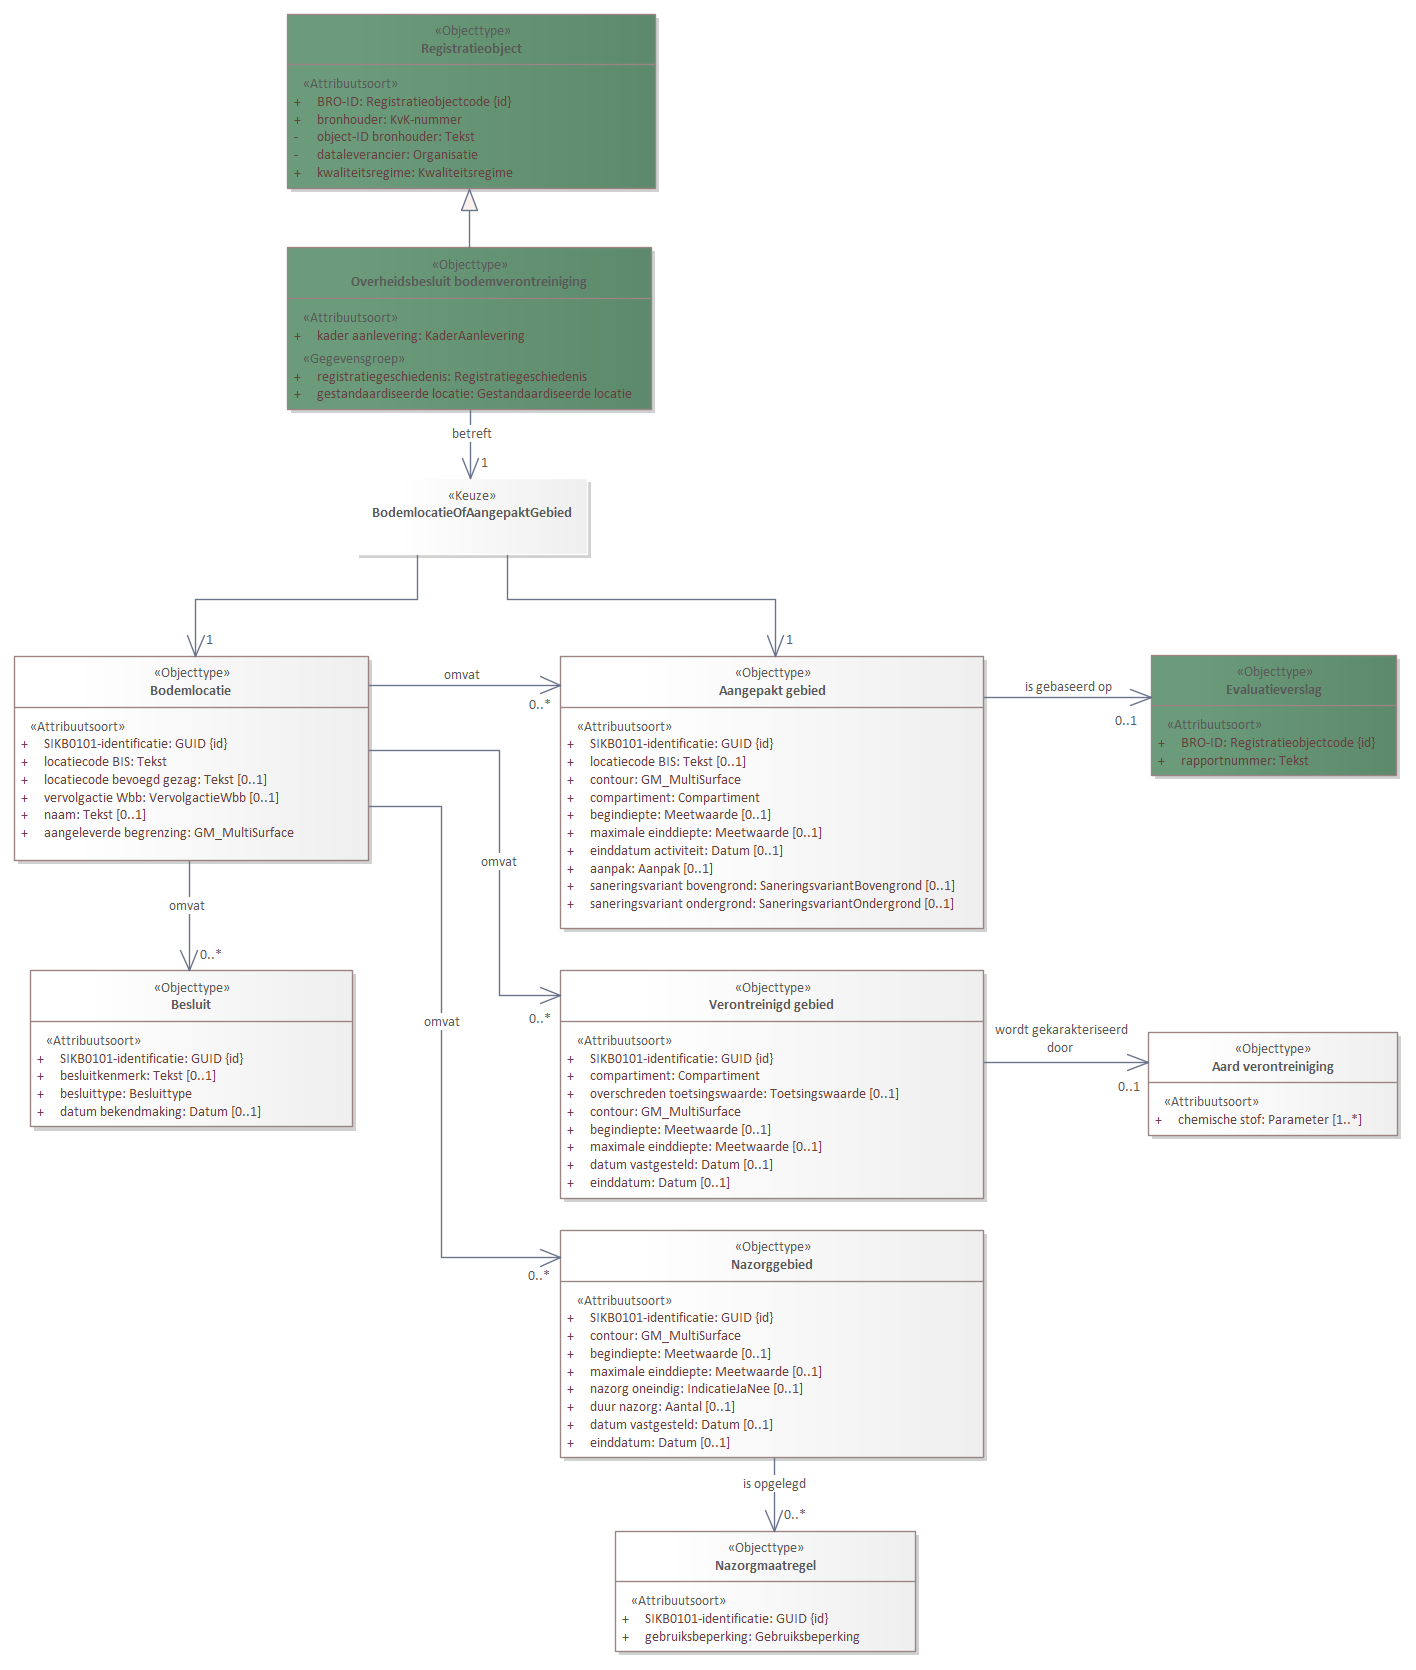 «Objecttype»
Registratieobject
«Attribuutsoort»
+ BRO-ID: Registratieobjectcode {id}
+ bronhouder: KvK-nummer
- object-ID bronhouder: Tekst
- dataleverancier: Organisatie
+ kwaliteitsregime: Kwaliteitsregime
«Objecttype»
Overheidsbesluit bodemverontreiniging
«Attribuutsoort»
+ kader aanlevering: KaderAanlevering
«Gegevensgroep»
+ registratiegeschiedenis: Registratiegeschiedenis
+ gestandaardiseerde locatie: Gestandaardiseerde locatie
betreft
1
«Keuze»
BodemlocatieOfAangepaktGebied
1
1
«Objecttype»
Bodemlocatie
«Attribuutsoort»
+ SIKB0101-identificatie: GUID {id}
+ locatiecode BIS: Tekst
+ locatiecode bevoegd gezag: Tekst [0..1]
+ vervolgactie Wbb: VervolgactieWbb [0..1]
+ naam: Tekst [0..1]
+ aangeleverde begrenzing: GM_MultiSurface
omvat
0..*
«Objecttype»
Aangepakt gebied
«Attribuutsoort»
+ SIKB0101-identificatie: GUID {id}
+ locatiecode BIS: Tekst [0..1]
+ contour: GM_MultiSurface
+ compartiment: Compartiment
+ begindiepte: Meetwaarde [0..1]
+ maximale einddiepte: Meetwaarde [0..1]
+ einddatum activiteit: Datum [0..1]
+ aanpak: Aanpak [0..1]
+ saneringsvariant bovengrond: SaneringsvariantBovengrond [0..1]
+ saneringsvariant ondergrond: SaneringsvariantOndergrond [0..1]
is gebaseerd op
0..1
«Objecttype»
Evaluatieverslag
«Attribuutsoort»
+ BRO-ID: Registratieobjectcode {id}
+ rapportnummer: Tekst
omvat
0..*
omvat
0..*
omvat
0..*
«Objecttype»
Besluit
«Attribuutsoort»
+ SIKB0101-identificatie: GUID {id}
+ besluitkenmerk: Tekst [0..1]
+ besluittype: Besluittype
+ datum bekendmaking: Datum [0..1]
«Objecttype»
Verontreinigd gebied
«Attribuutsoort»
+ SIKB0101-identificatie: GUID {id}
+ compartiment: Compartiment
+ overschreden toetsingswaarde: Toetsingswaarde [0..1]
+ contour: GM_MultiSurface
+ begindiepte: Meetwaarde [0..1]
+ maximale einddiepte: Meetwaarde [0..1]
+ datum vastgesteld: Datum [0..1]
+ einddatum: Datum [0..1]
wordt gekarakteriseerd
door
0..1
«Objecttype»
Aard verontreiniging
«Attribuutsoort»
+ chemische stof: Parameter [1..*]
«Objecttype»
Nazorggebied
«Attribuutsoort»
+ SIKB0101-identificatie: GUID {id}
+ contour: GM_MultiSurface
+ begindiepte: Meetwaarde [0..1]
+ maximale einddiepte: Meetwaarde [0..1]
+ nazorg oneindig: IndicatieJaNee [0..1]
+ duur nazorg: Aantal [0..1]
+ datum vastgesteld: Datum [0..1]
+ einddatum: Datum [0..1]
is opgelegd
0..*
«Objecttype»
Nazorgmaatregel
«Attribuutsoort»
+ SIKB0101-identificatie: GUID {id}
+ gebruiksbeperking: Gebruiksbeperking